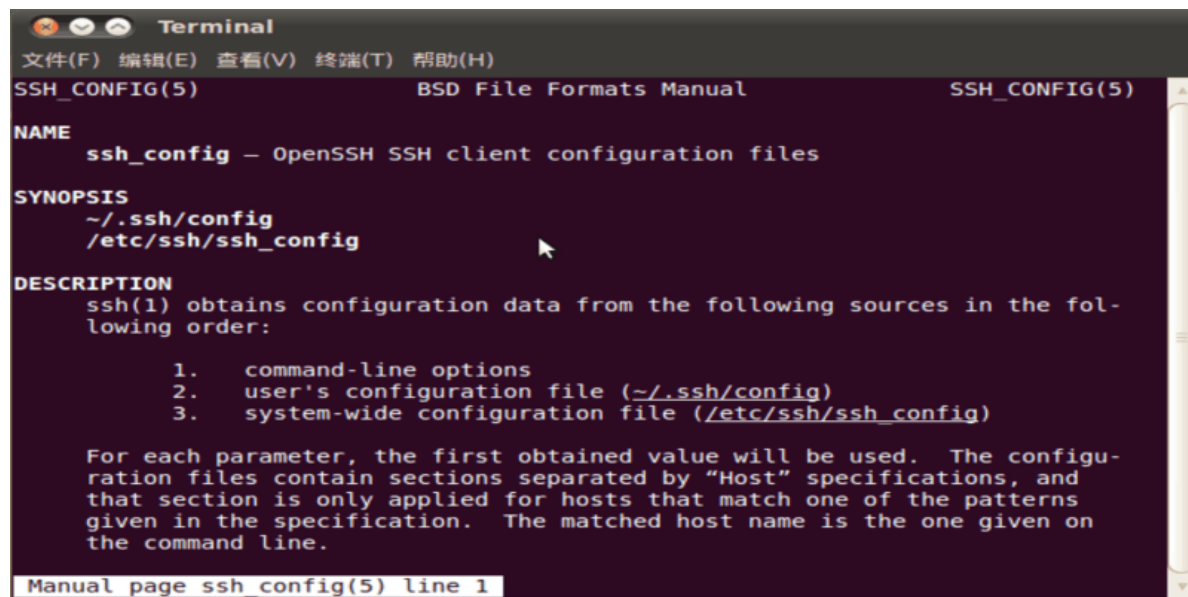 Terminal
文件(F) 编辑(E) 查看(V) 终端(T) 帮助(H)
SSH_CONFIG(5) BSD File Formats Manual SSH_CONFIG(5)
NAME
ssh_config — OpenSSH SSH client configuration files
SYNOPSIS
~/.ssh/config
/etc/ssh/ssh_config
DESCRIPTION
ssh(1) obtains configuration data from the following sources in the fol-
lowing order:
1. command-line options
2. user's configuration file (~/.ssh/config)
3. system-wide configuration file (/etc/ssh/ssh_config)
For each parameter, the first obtained value will be used. The configu-
ration files contain sections separated by “Host” specifications, and
that section is only applied for hosts that match one of the patterns
given in the specification. The matched host name is the one given on
the command line.
Manual page ssh_config(5) line 1